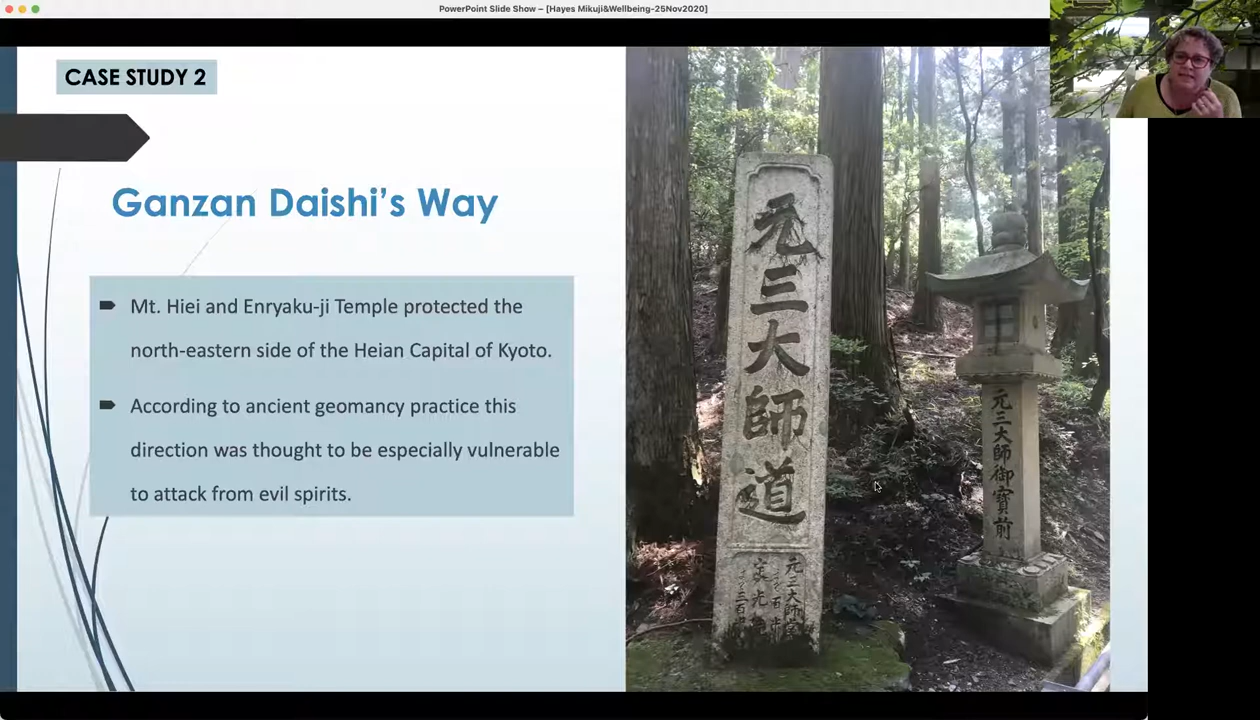 PowerPoint Slide Show – [Hayes Mikuji&Wellbeing-25Nov2020]
CASE STUDY 2
Ganzan Daishi's Way
Mt. Hiei and Enryaku-ji Temple protected the
north-eastern side of the Heian Capital of Kyoto.
According to ancient geomancy practice this
direction was thought to be especially vulnerable
to attack from evil spirits.
元三大師道
元三大師御寶前